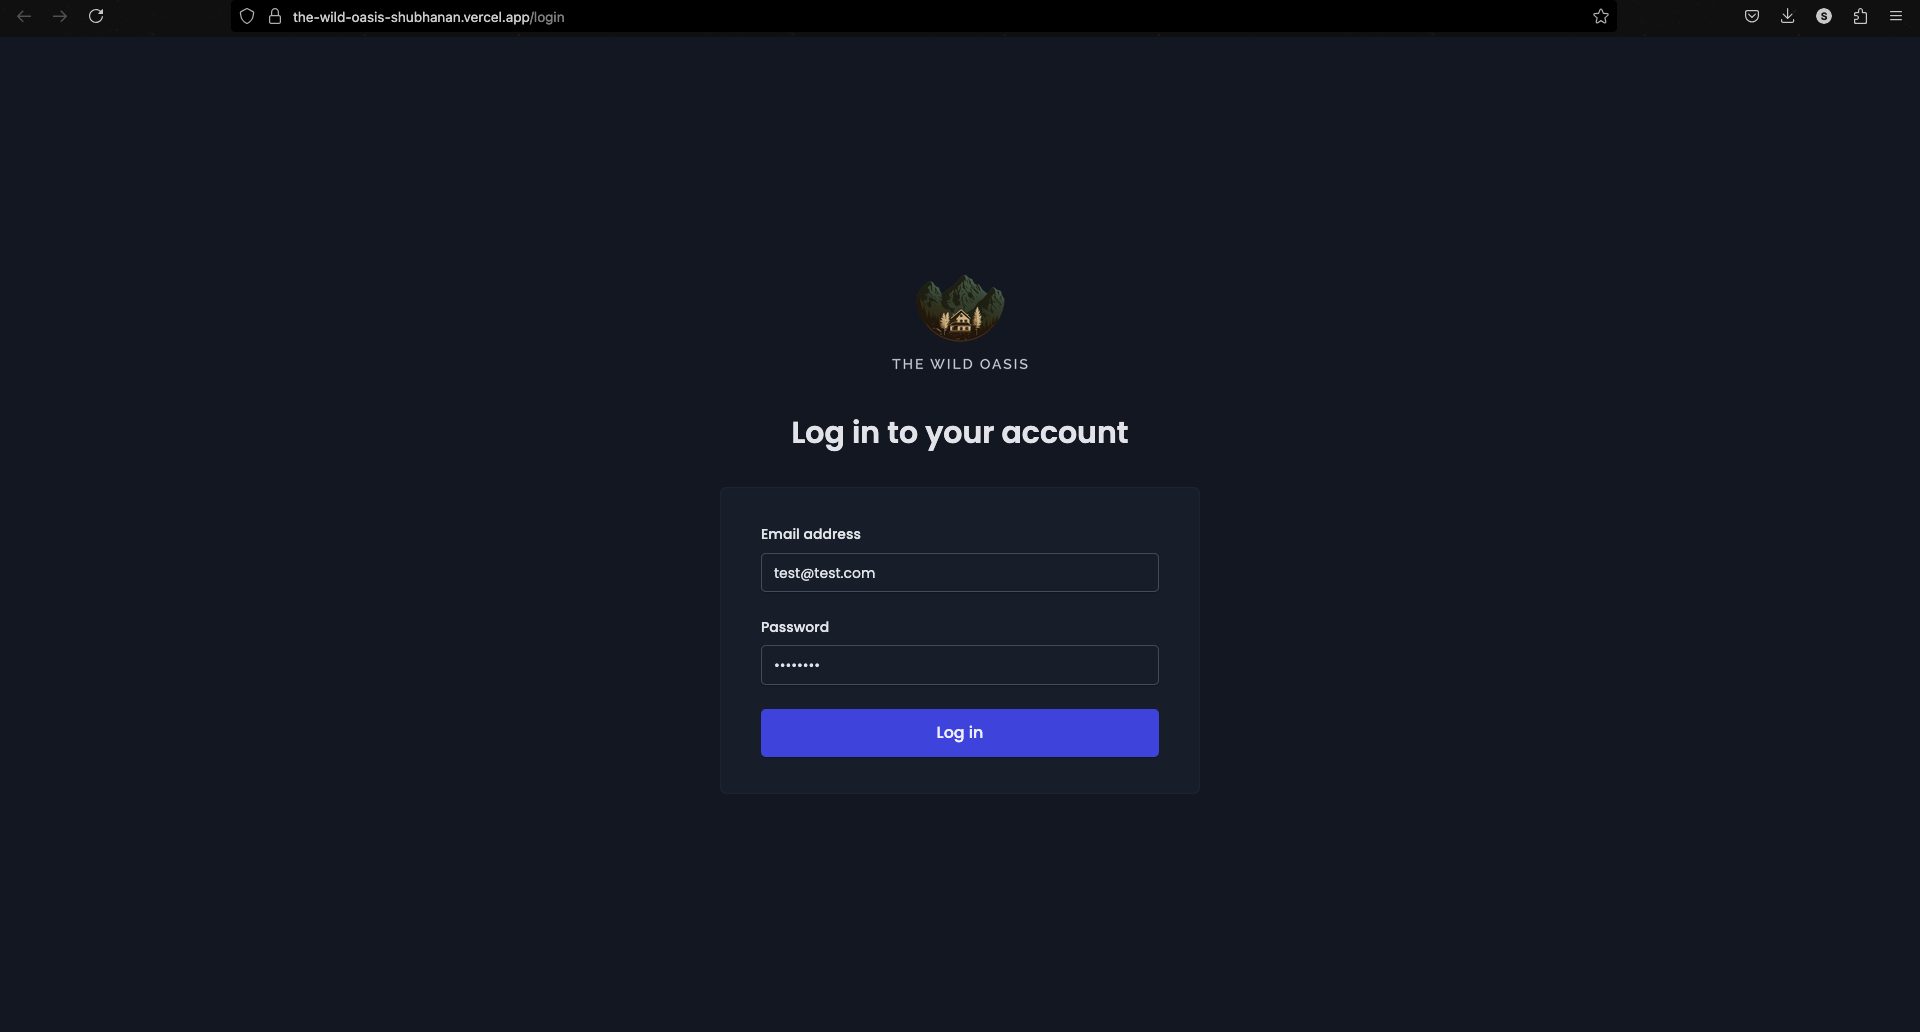 the-wild-oasis-shubhanan.vercel.app/login
S
THE WILD OASIS
Log in to your account
Email address
test@test.com
Password
••••••••
Log in